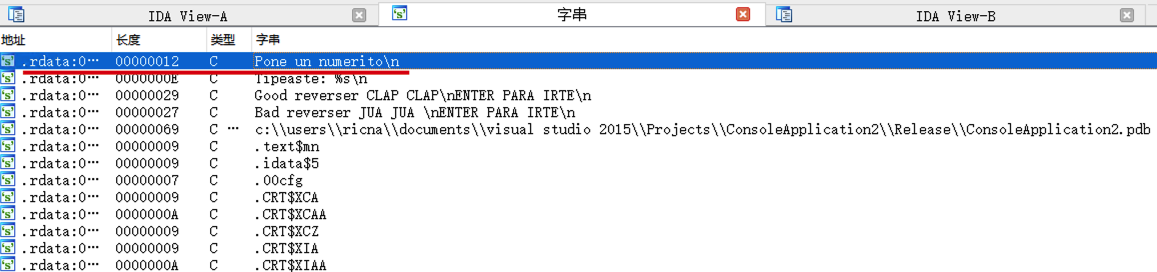 IDA View-A 字串 IDA View-B
地址 长度 类型 字串
.rdata:0… 00000012 C Pone un numerito\n
.rdata:0… 0000000E C Tipeaste: %s\n
.rdata:0… 00000029 C Good reverser CLAP CLAP\nENTER PARA IRTE\n
.rdata:0… 00000027 C Bad reverser JUA JUA \nENTER PARA IRTE\n
.rdata:0… 00000069 C … c:\\users\\ricna\\documents\\visual studio 2015\\Projects\\ConsoleApplication2\\Release\\ConsoleApplication2.pdb
.rdata:0… 00000009 C .text$mn
.rdata:0… 00000009 C .idata$5
.rdata:0… 00000007 C .00cfg
.rdata:0… 00000009 C .CRT$XCA
.rdata:0… 0000000A C .CRT$XCAA
.rdata:0… 00000009 C .CRT$XCZ
.rdata:0… 00000009 C .CRT$XIA
.rdata:0… 0000000A C .CRT$XIAA